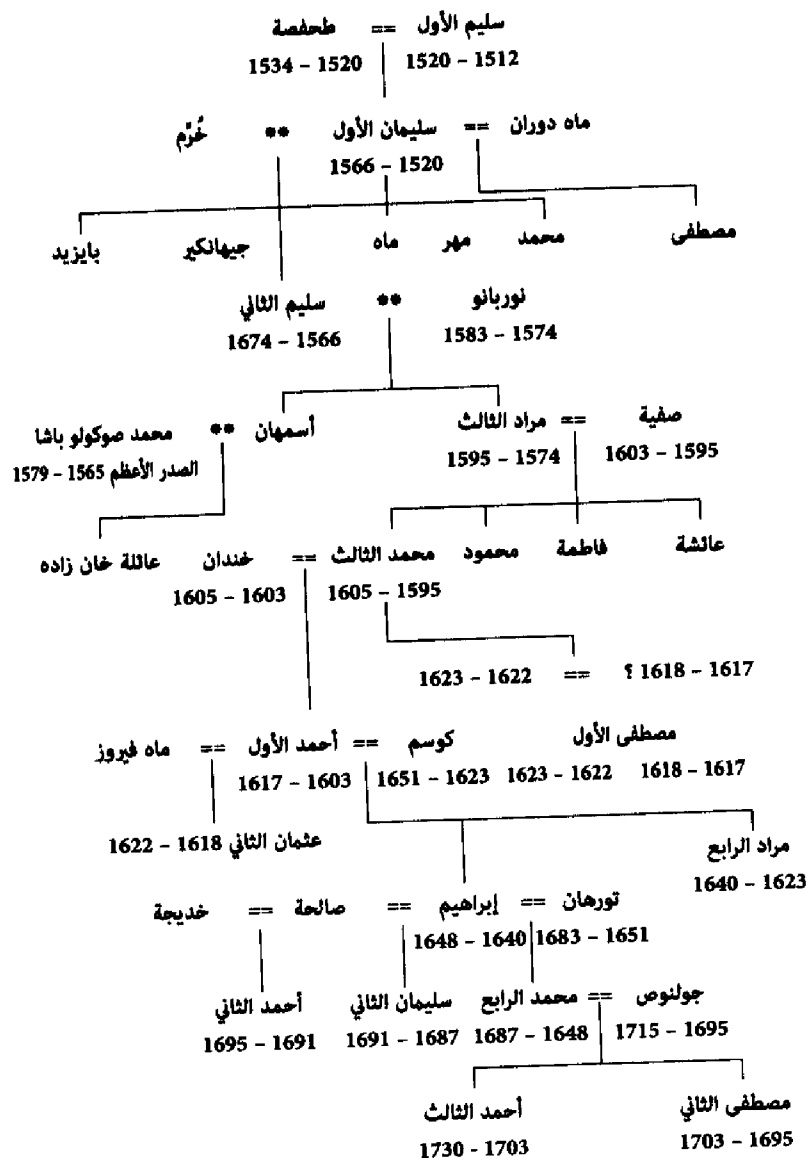 سليم الأول == طحفصة
1512 – 1520 1520 – 1534
ماه دوران == سليمان الأول ** خُرَّم
1520 – 1566
مصطفى محمد مهر ماه جيهانكير بايزيد
نوربانو ** سليم الثاني
1574 – 1583 1566 – 1674
صفية == مراد الثالث أسمهان ** محمد صوكولو باشا
1595 – 1603 1574 – 1595 الصدر الأعظم 1565 – 1579
عائشة فاطمة محمود محمد الثالث == خندان عائلة خان زاده
1595 – 1605 1603 – 1605
1617 – 1618 ؟ == 1622 – 1623
مصطفى الأول كوسم == أحمد الأول == ماه فيروز
1617 – 1618 1622 – 1623 1623 – 1651 1603 – 1617
مراد الرابع عثمان الثاني 1618 – 1622
1623 – 1640
تورهان == إبراهيم == صالحة == خديجة
1651 – 1683 1640 – 1648
جولنوص == محمد الرابع سليمان الثاني أحمد الثاني
1695 – 1715 1648 – 1687 1687 – 1691 1691 – 1695
مصطفى الثاني أحمد الثالث
1695 – 1703 1703 - 1730